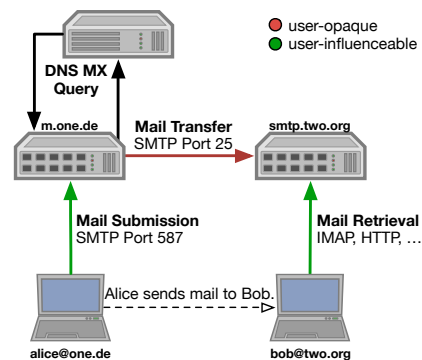 user-opaque
user-influenceable
DNS MX
Query
m.one.de
Mail Transfer
SMTP Port 25
smtp.two.org
Mail Submission
SMTP Port 587
Mail Retrieval
IMAP, HTTP, …
Alice sends mail to Bob.
alice@one.de
bob@two.org